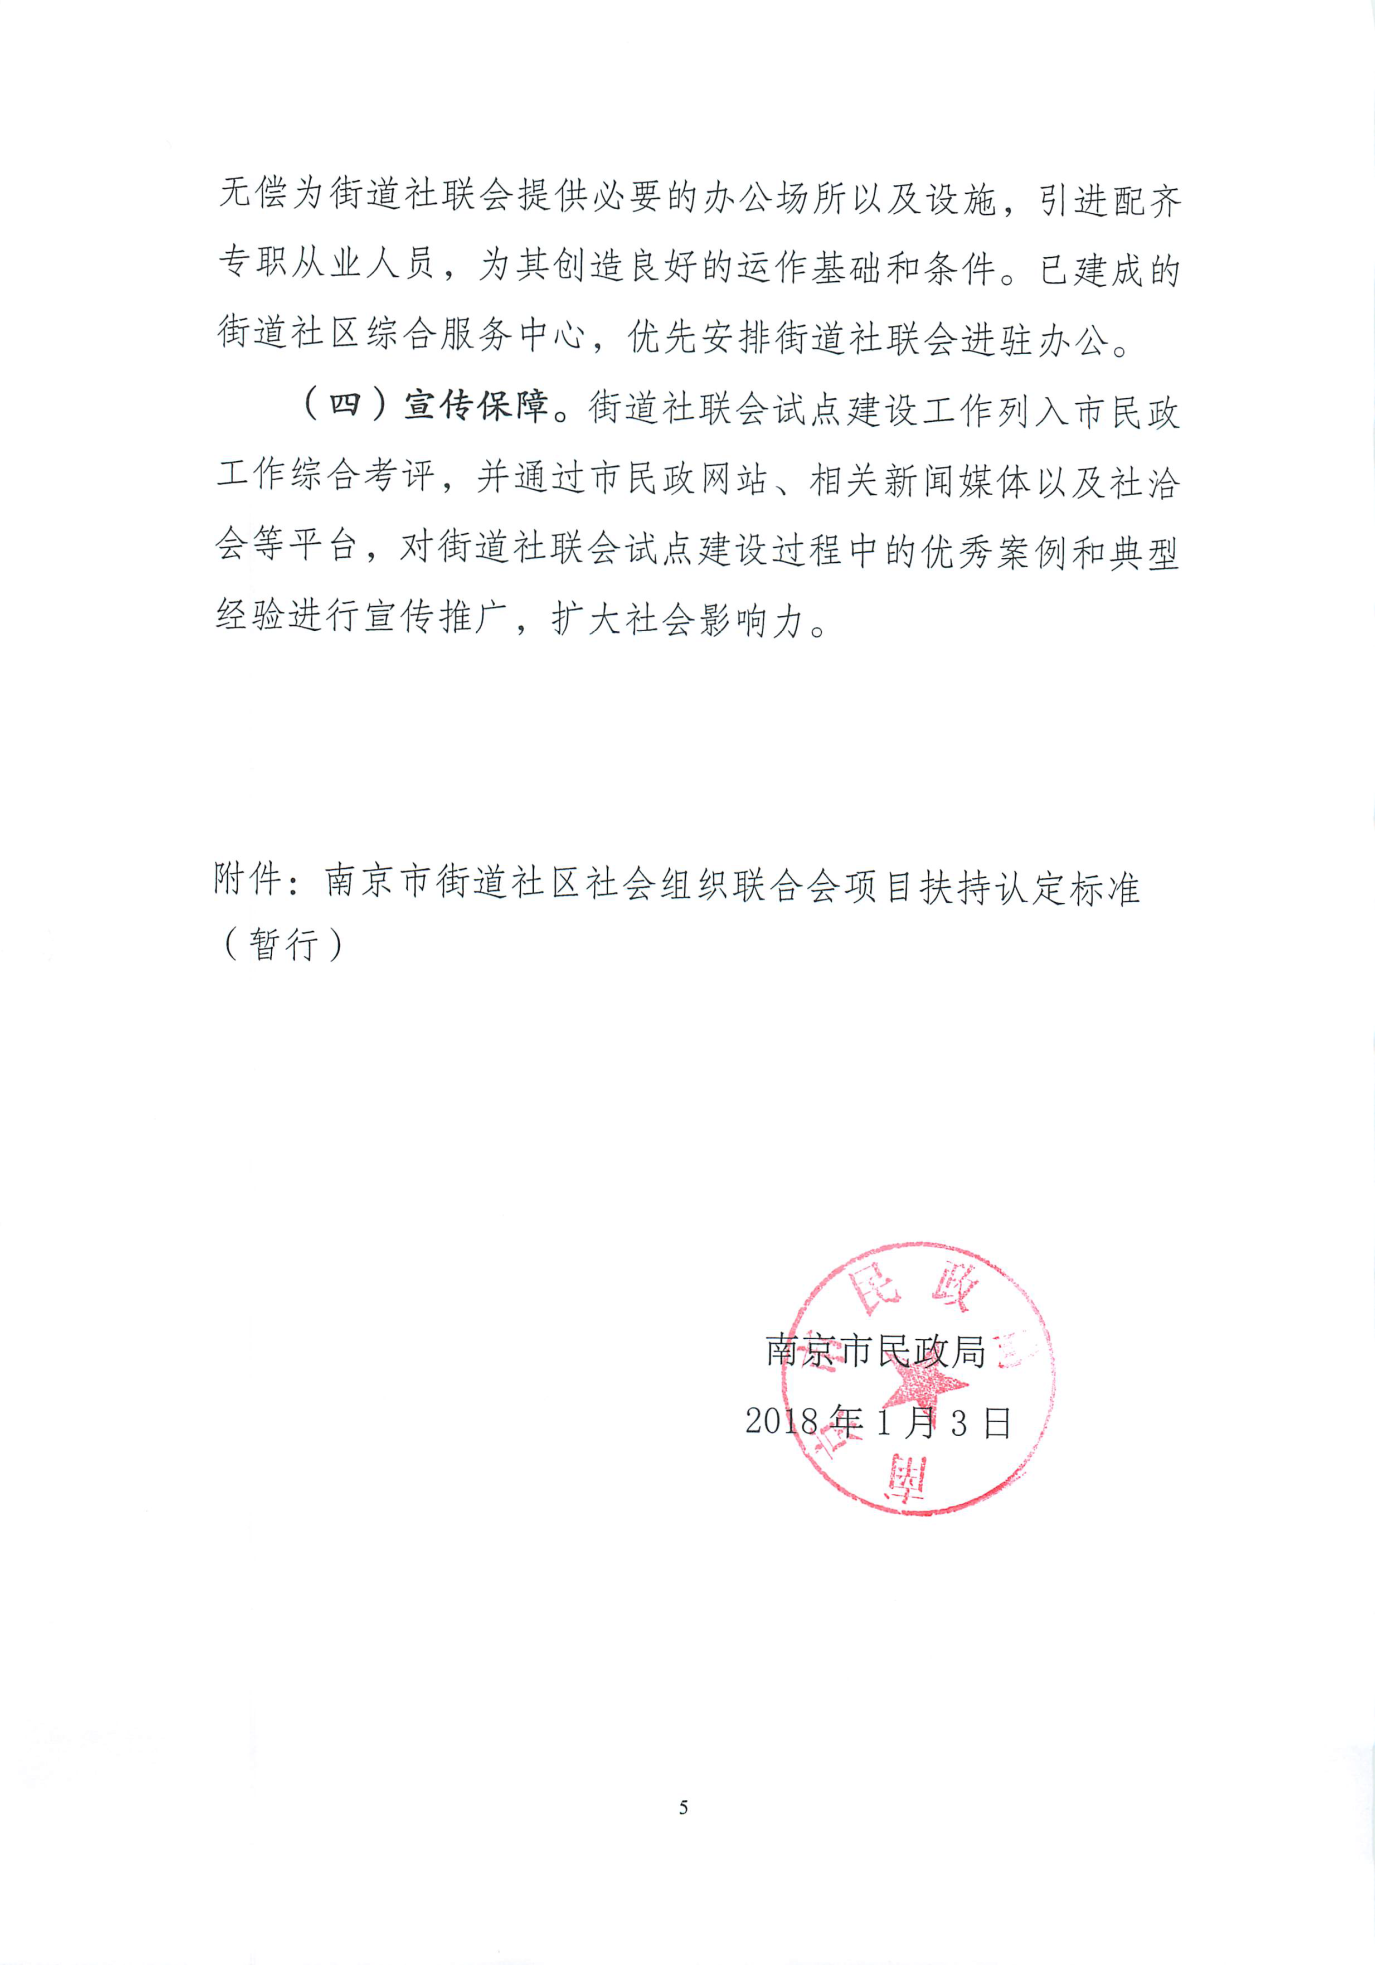 无偿为街道社联会提供必要的办公场所以及设施，引进配齐
专职从业人员，为其创造良好的运作基础和条件。已建成的
街道社区综合服务中心，优先安排街道社联会进驻办公。
（四）宣传保障。街道社联会试点建设工作列入市民政
工作综合考评，并通过市民政网站、相关新闻媒体以及社洽
会等平台，对街道社联会试点建设过程中的优秀案例和典型
经验进行宣传推广，扩大社会影响力。
附件：南京市街道社区社会组织联合会项目扶持认定标准
（暂行）
南京市民政局
南京市民政局
2018 年 1 月 3 日
5